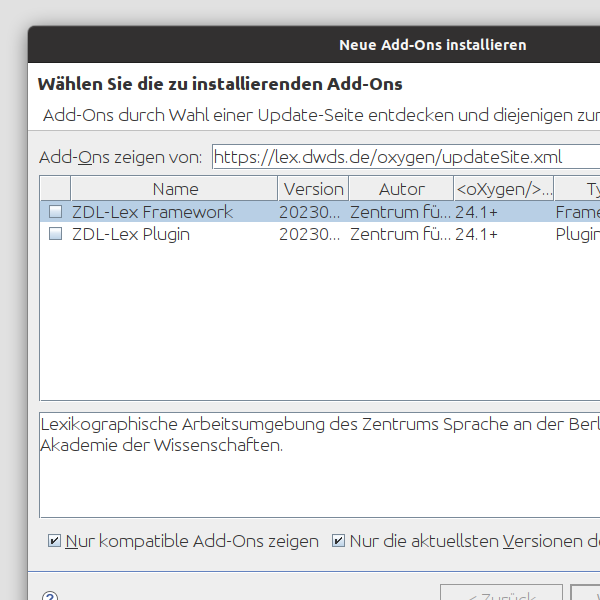 Neue Add-Ons installieren
Wählen Sie die zu installierenden Add-Ons
Add-Ons durch Wahl einer Update-Seite entdecken und diejenigen zur
Add-Ons zeigen von: https://lex.dwds.de/oxygen/updateSite.xml
Name Version Autor <oXygen/>...
ZDL-Lex Framework 20230... Zentrum fü... 24.1+ Frame
ZDL-Lex Plugin 20230... Zentrum fü... 24.1+ Plugin
Lexikographische Arbeitsumgebung des Zentrums Sprache an der Berl
Akademie der Wissenschaften.
Nur kompatible Add-Ons zeigen Nur die aktuellsten Versionen d
< Zurück